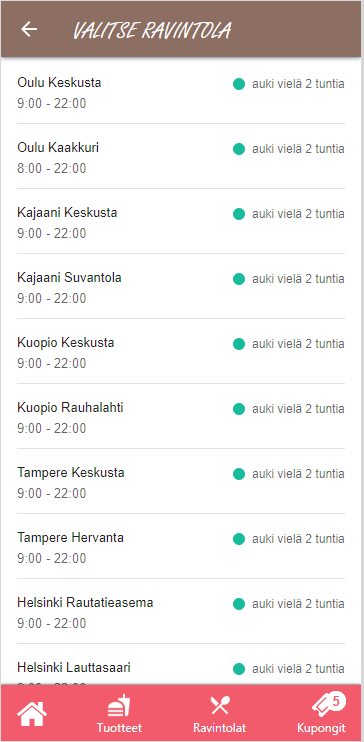 VALITSE RAVINTOLA
Oulu Keskusta auki vielä 2 tuntia
9:00 - 22:00
Oulu Kaakkuri auki vielä 2 tuntia
8:00 - 22:00
Kajaani Keskusta auki vielä 2 tuntia
9:00 - 22:00
Kajaani Suvantola auki vielä 2 tuntia
9:00 - 22:00
Kuopio Keskusta auki vielä 2 tuntia
9:00 - 22:00
Kuopio Rauhalahti auki vielä 2 tuntia
9:00 - 22:00
Tampere Keskusta auki vielä 2 tuntia
9:00 - 22:00
Tampere Hervanta auki vielä 2 tuntia
9:00 - 22:00
Helsinki Rautatieasema auki vielä 2 tuntia
9:00 - 22:00
Helsinki Lauttasaari auki vielä 2 tuntia
5
Tuotteet Ravintolat Kupongit